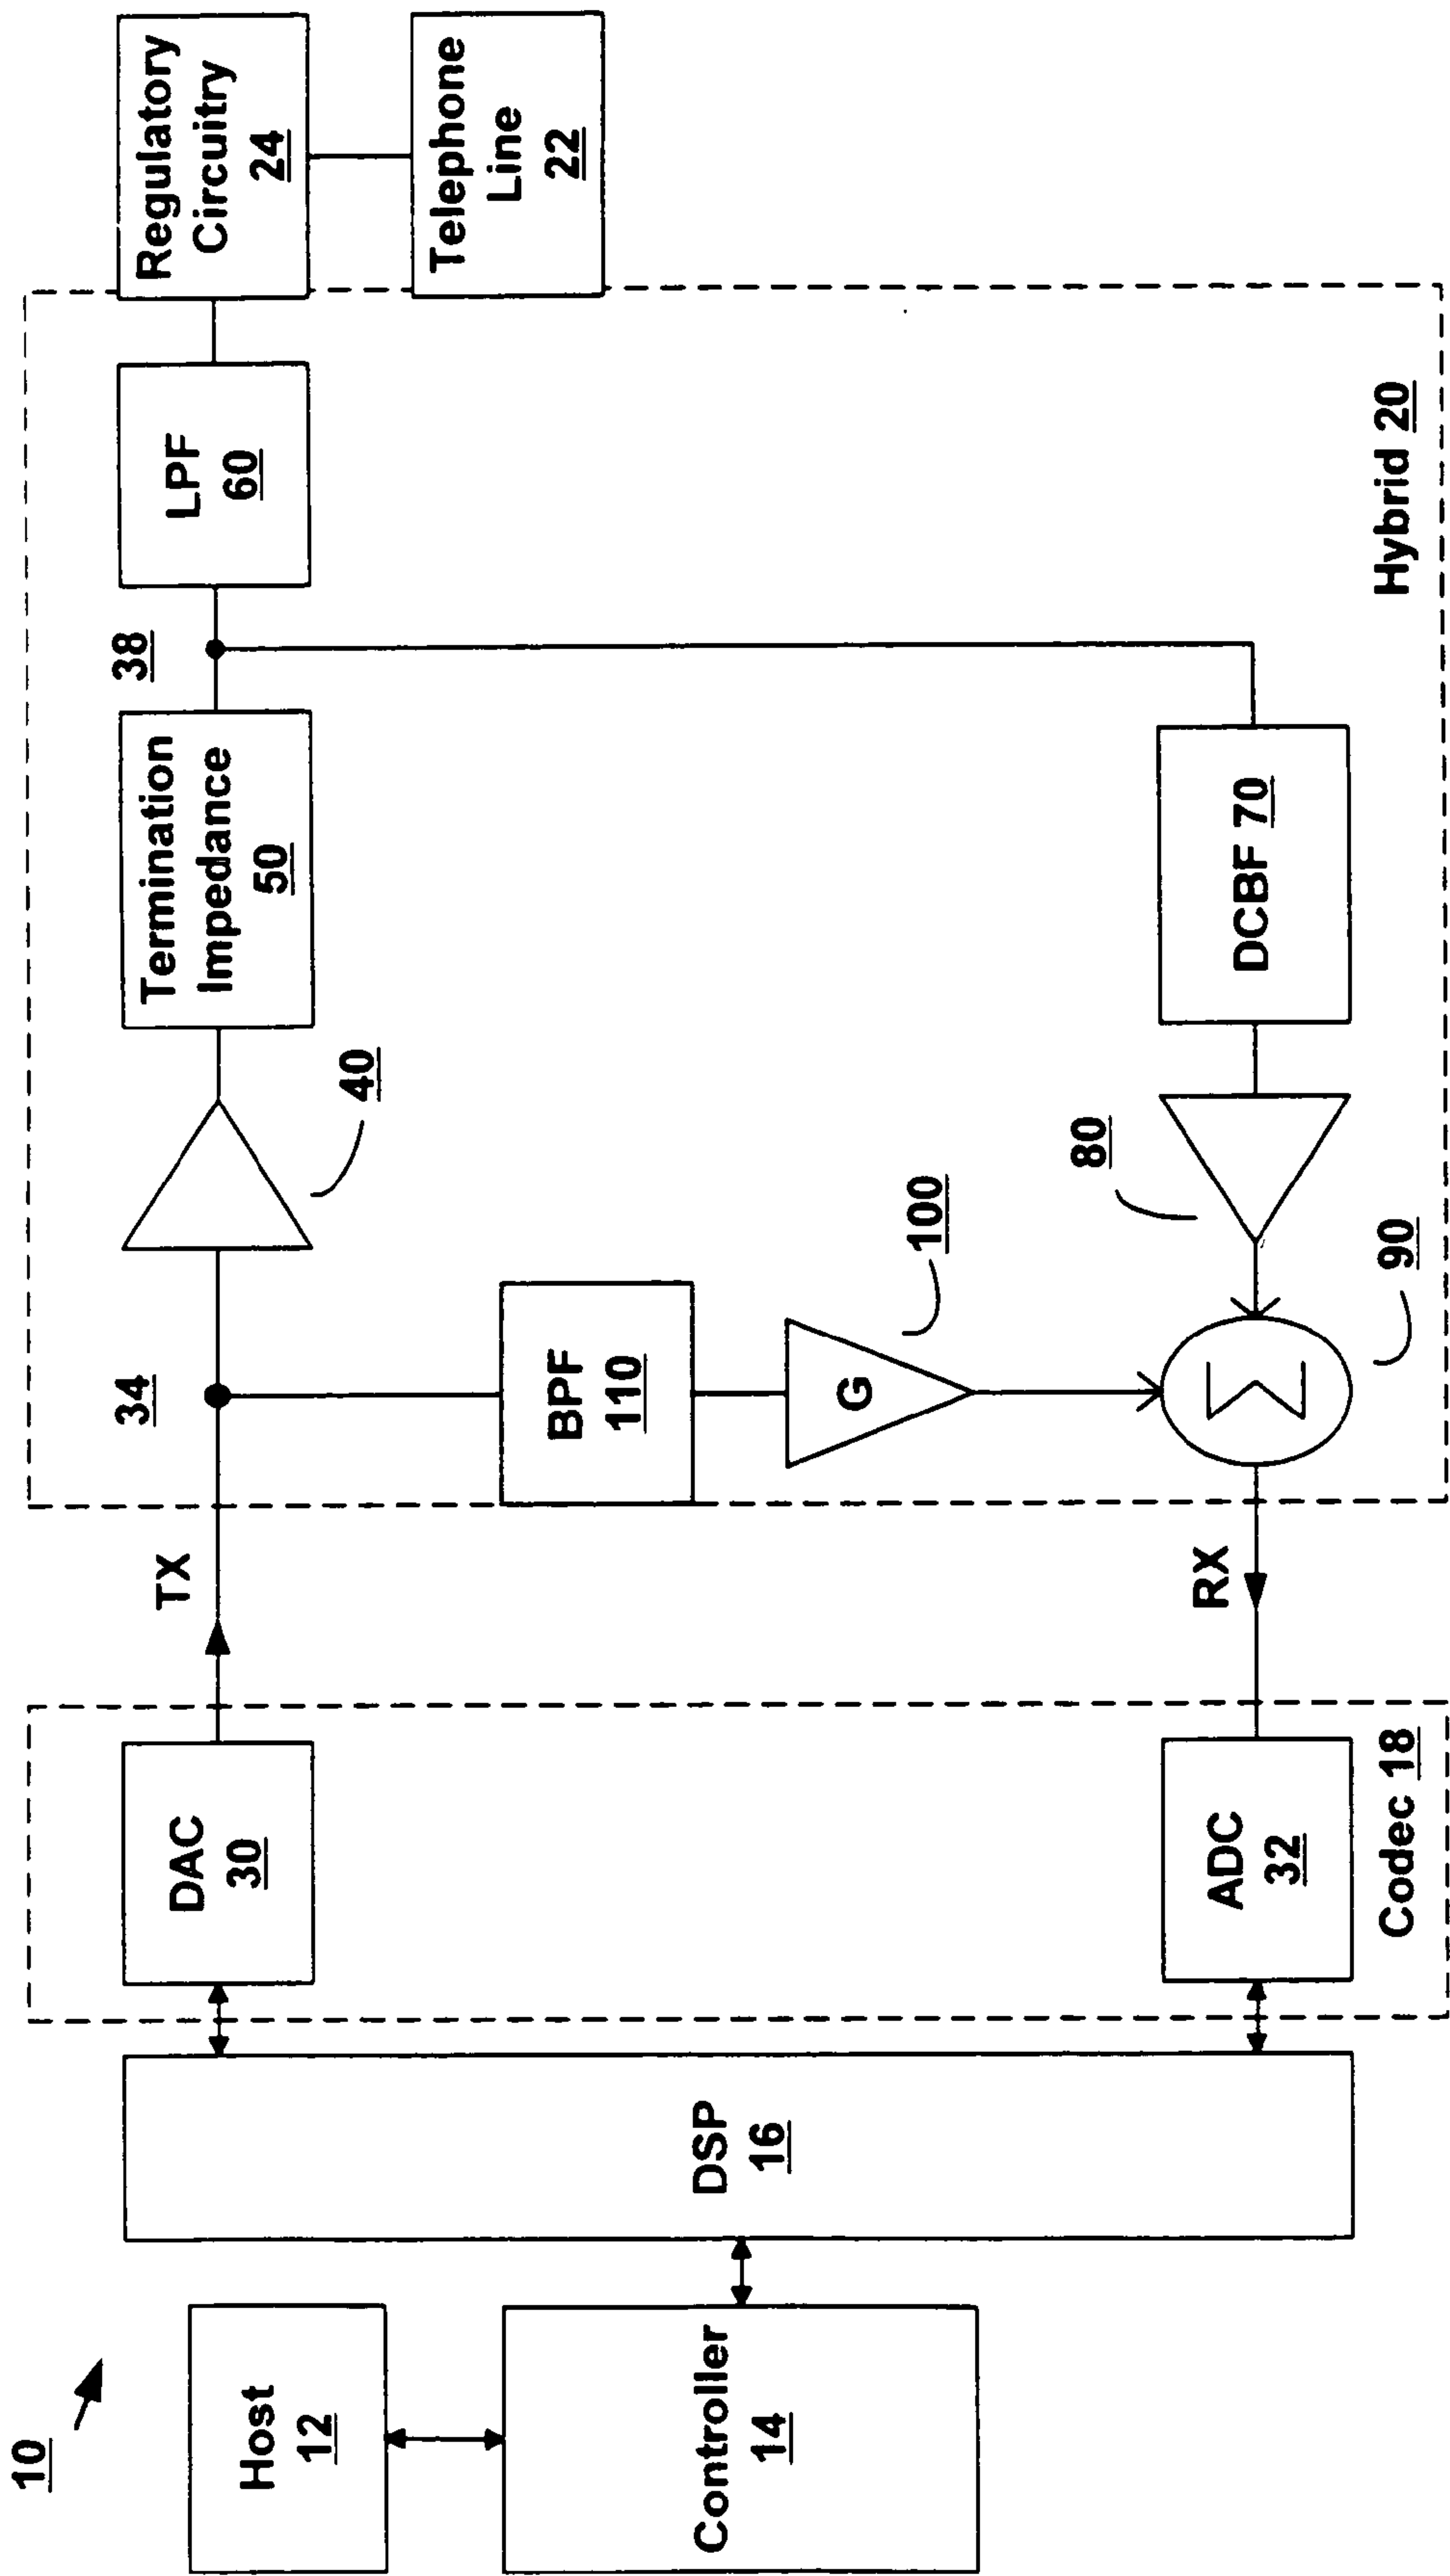 10
Host
12
Controller
14
DSP
16
DAC
30
ADC
32
Codec 18
TX
RX
34
BPF
110
G
100
Σ
90
40
80
Termination
Impedance
50
DCBF 70
38
LPF
60
Hybrid 20
Regulatory
Circuitry
24
Telephone
Line
22